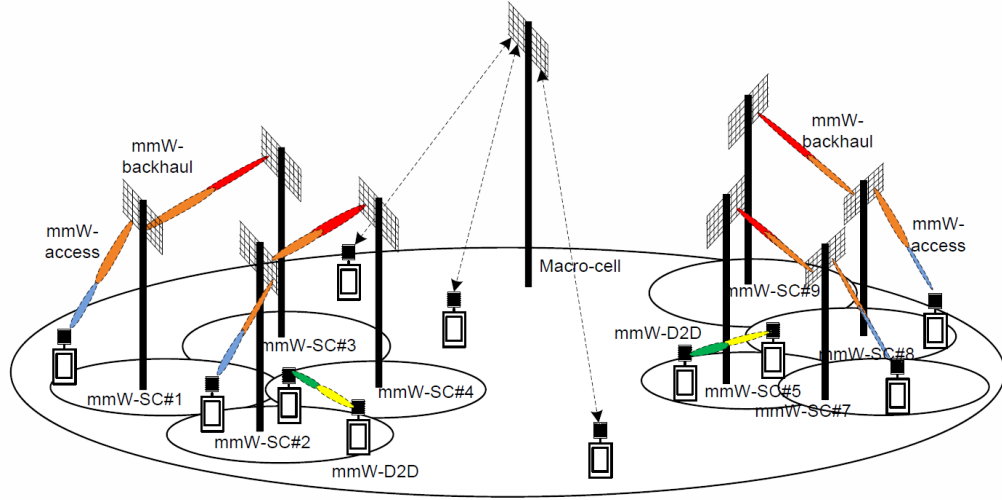 mmW-
backhaul
mmW-
backhaul
mmW-
access
mmW-
access
Macro-cell
mmW-SC#9
mmW-D2D
mmW-SC#3
mmW-SC#8
mmW-SC#1
mmW-SC#4
mmW-SC#5
mmW-SC#7
mmW-SC#2
mmW-D2D